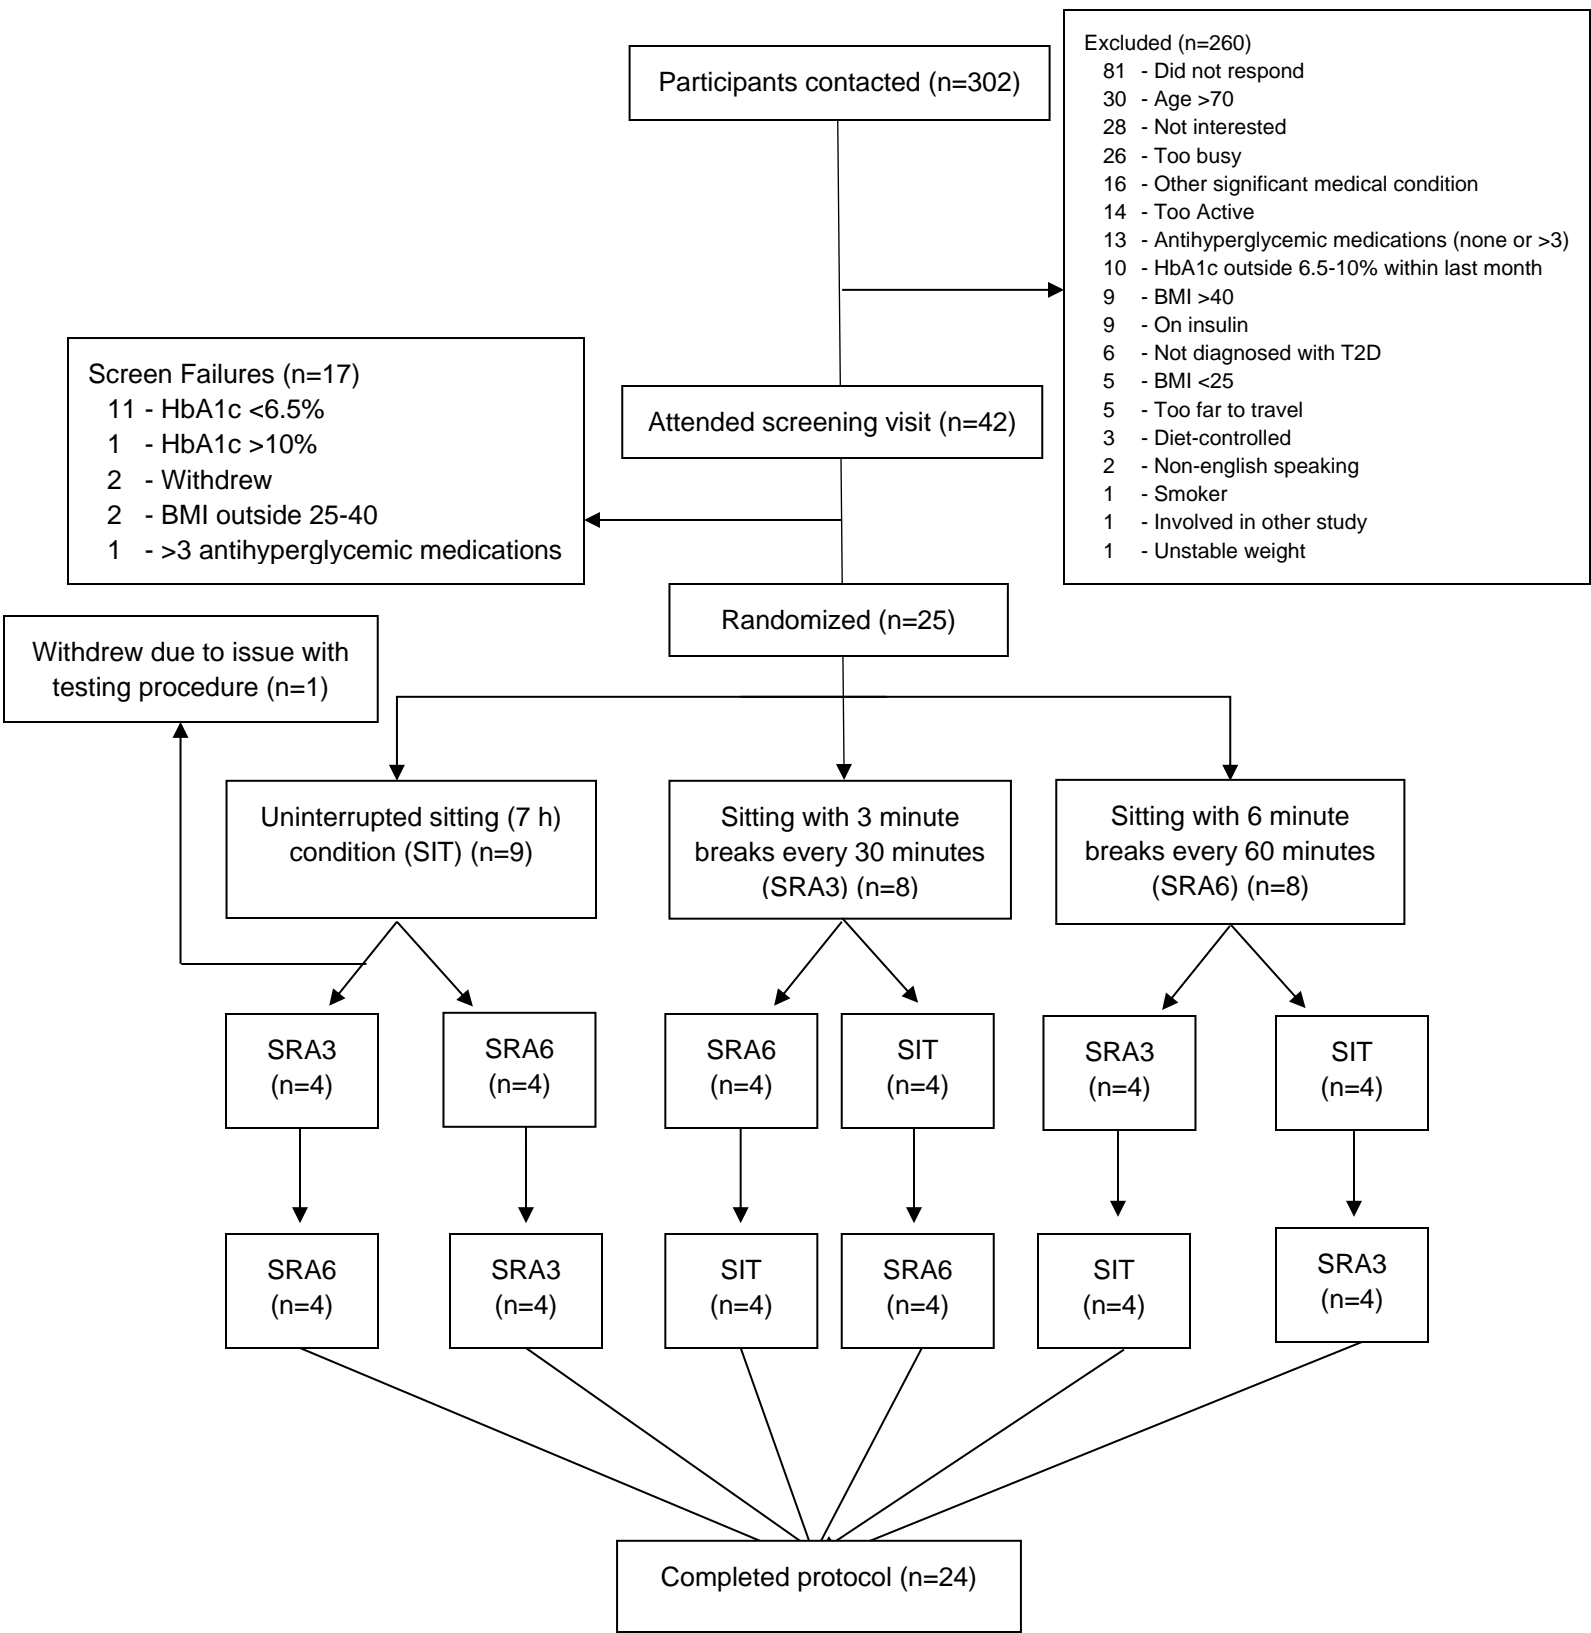 Participants contacted (n=302)
Excluded (n=260)
81 - Did not respond
30 - Age >70
28 - Not interested
26 - Too busy
16 - Other significant medical condition
14 - Too Active
13 - Antihyperglycemic medications (none or >3)
10 - HbA1c outside 6.5-10% within last month
9 - BMI >40
9 - On insulin
6 - Not diagnosed with T2D
5 - BMI <25
5 - Too far to travel
3 - Diet-controlled
2 - Non-english speaking
1 - Smoker
1 - Involved in other study
1 - Unstable weight
Attended screening visit (n=42)
Screen Failures (n=17)
11 - HbA1c <6.5%
1 - HbA1c >10%
2 - Withdrew
2 - BMI outside 25-40
1 - >3 antihyperglycemic medications
Randomized (n=25)
Withdrew due to issue with
testing procedure (n=1)
Uninterrupted sitting (7 h)
condition (SIT) (n=9)
Sitting with 3 minute
breaks every 30 minutes
(SRA3) (n=8)
Sitting with 6 minute
breaks every 60 minutes
(SRA6) (n=8)
SRA3
(n=4)
SRA6
(n=4)
SRA6
(n=4)
SIT
(n=4)
SRA3
(n=4)
SIT
(n=4)
SRA6
(n=4)
SRA3
(n=4)
SIT
(n=4)
SRA6
(n=4)
SIT
(n=4)
SRA3
(n=4)
Completed protocol (n=24)